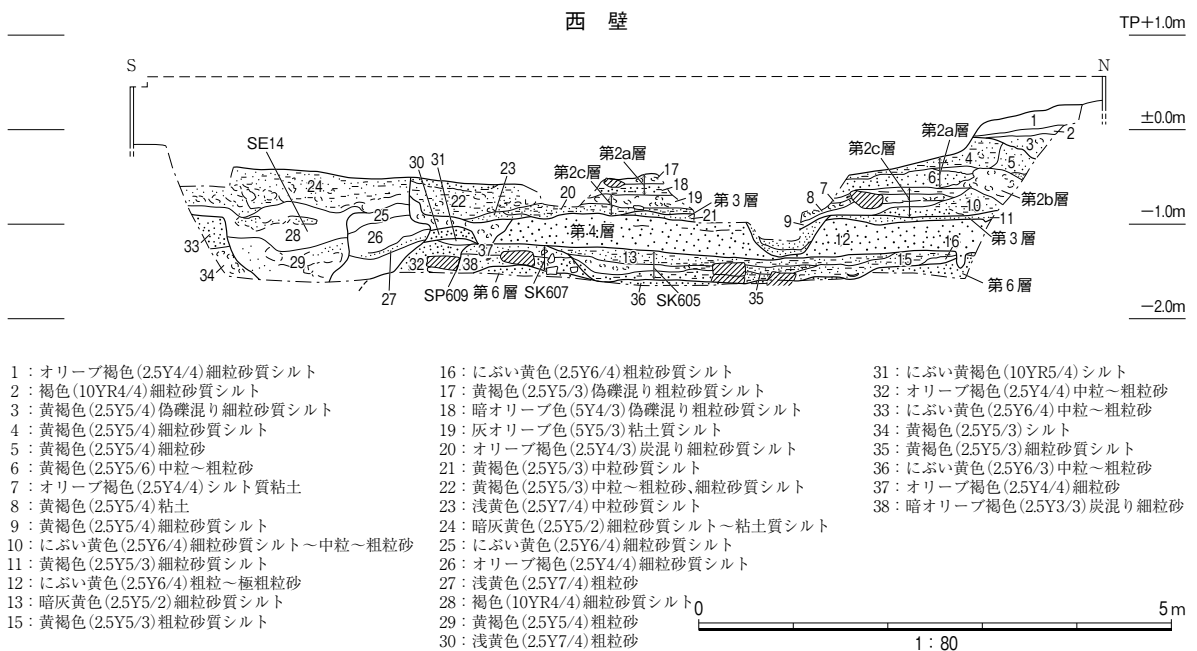 西 壁
TP+1.0m
S
N
±0.0m
1
2
SE14
第2a層
3
30
31
第2a層
第2c層
4
5
23
第2c層
17
6
24
18
7
20
19
第3層
8
10
第2b層
22
21
9
11
-1.0m
25
第4層
第3層
28
12
26
16
33
37
13
15
29
34
32
38
第6層
27
SP609
SK607
36
SK605
35
第6層
-2.0m
1：オリーブ褐色(2.5Y4/4)細粒砂質シルト
2：褐色(10YR4/4)細粒砂質シルト
3：黄褐色(2.5Y5/4)偽礫混り細粒砂質シルト
4：黄褐色(2.5Y5/4)細粒砂質シルト
5：黄褐色(2.5Y5/4)細粒砂
6：黄褐色(2.5Y5/6)中粒～粗粒砂
7：オリーブ褐色(2.5Y4/4)シルト質粘土
8：黄褐色(2.5Y5/4)粘土
9：黄褐色(2.5Y5/4)細粒砂質シルト
10：にぶい黄色(2.5Y6/4)細粒砂質シルト～中粒～粗粒砂
11：黄褐色(2.5Y5/3)細粒砂質シルト
12：にぶい黄色(2.5Y6/4)粗粒～極粗粒砂
13：暗灰黄色(2.5Y5/2)細粒砂質シルト
15：黄褐色(2.5Y5/3)粗粒砂質シルト
16：にぶい黄色(2.5Y6/4)粗粒砂質シルト
17：黄褐色(2.5Y5/3)偽礫混り粗粒砂質シルト
18：暗オリーブ色(5Y4/3)偽礫混り粗粒砂質シルト
19：灰オリーブ色(5Y5/3)粘土質シルト
20：オリーブ褐色(2.5Y4/3)炭混り細粒砂質シルト
21：黄褐色(2.5Y5/3)中粒砂質シルト
22：黄褐色(2.5Y5/3)中粒～粗粒砂、細粒砂質シルト
23：浅黄色(2.5Y7/4)中粒砂質シルト
24：暗灰黄色(2.5Y5/2)細粒砂質シルト～粘土質シルト
25：にぶい黄色(2.5Y6/4)細粒砂質シルト
26：オリーブ褐色(2.5Y4/4)細粒砂質シルト
27：浅黄色(2.5Y7/4)粗粒砂
28：褐色(10YR4/4)細粒砂質シルト
29：黄褐色(2.5Y5/4)粗粒砂
30：浅黄色(2.5Y7/4)粗粒砂
31：にぶい黄褐色(10YR5/4)シルト
32：オリーブ褐色(2.5Y4/4)中粒～粗粒砂
33：にぶい黄色(2.5Y6/4)中粒～粗粒砂
34：黄褐色(2.5Y5/3)シルト
35：黄褐色(2.5Y5/3)細粒砂質シルト
36：にぶい黄色(2.5Y6/3)中粒～粗粒砂
37：オリーブ褐色(2.5Y4/4)細粒砂
38：暗オリーブ褐色(2.5Y3/3)炭混り細粒砂
0
5m
1：80